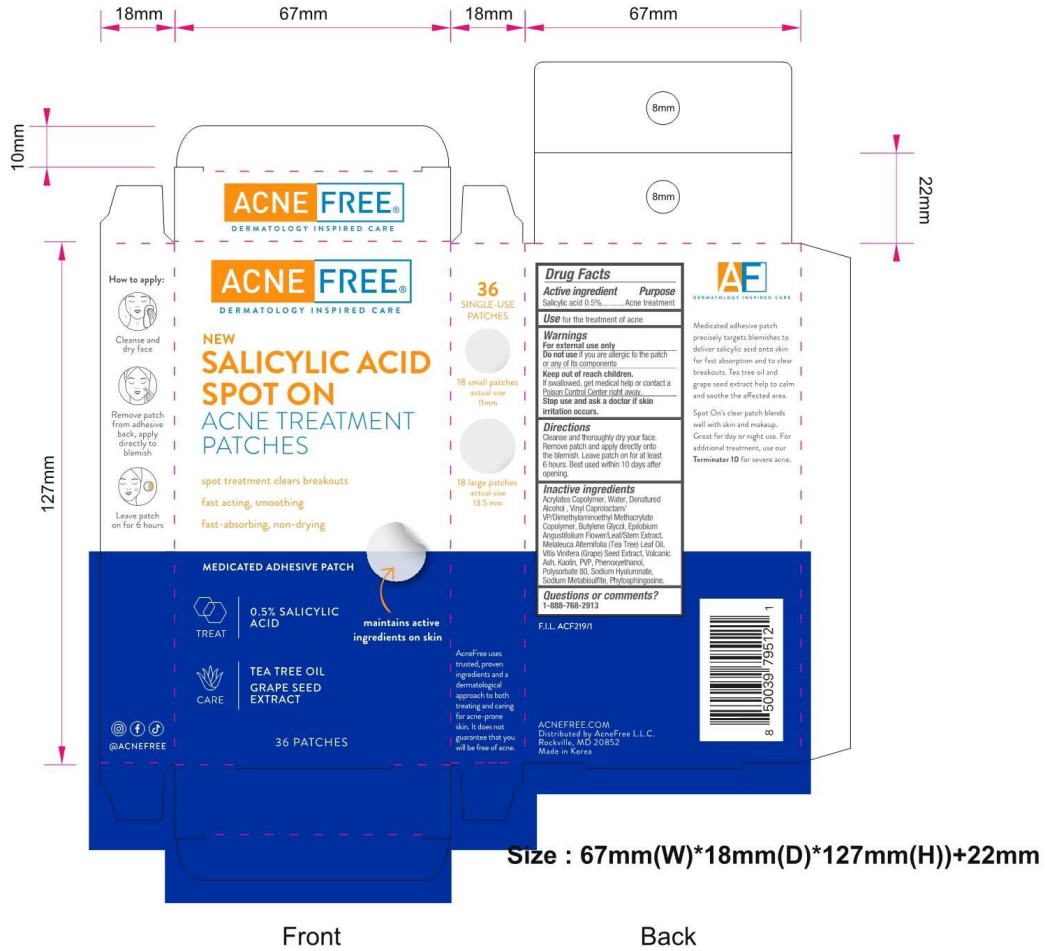 18mm
67mm
18mm
67mm
10mm
127mm
22mm
8mm
8mm
ACNE FREE®
DERMATOLOGY INSPIRED CARE
ACNE FREE®
DERMATOLOGY INSPIRED CARE
How to apply:
Cleanse and
dry face
Remove patch
from adhesive
back, apply
directly to
blemish
Leave patch
on for 6 hours
@ACNEFREE
NEW
SALICYLIC ACID
SPOT ON
ACNE TREATMENT
PATCHES
spot treatment clears breakouts
fast acting, smoothing
fast-absorbing, non-drying
MEDICATED ADHESIVE PATCH
TREAT
0.5% SALICYLIC
ACID
maintains active
ingredients on skin
CARE
TEA TREE OIL
GRAPE SEED
EXTRACT
36 PATCHES
36
SINGLE-USE
PATCHES
18 small patches
actual size
11mm
18 large patches
actual size
13.5 mm
AcneFree uses
trusted, proven
ingredients and a
dermatological
approach to both
treating and caring
for acne-prone
skin. It does not
guarantee that you
will be free of acne.
Drug Facts
Active ingredient Purpose
Salicylic acid 0.5%...........Acne treatment
Use for the treatment of acne
Warnings
For external use only
Do not use if you are allergic to the patch
or any of its components
Keep out of reach children.
If swallowed, get medical help or contact a
Poison Control Center right away.
Stop use and ask a doctor if skin
irritation occurs.
Directions
Cleanse and thoroughly dry your face.
Remove patch and apply directly onto
the blemish. Leave patch on for at least
6 hours. Best used within 10 days after
opening.
Inactive ingredients
Acrylates Copolymer, Water, Denatured
Alcohol , Vinyl Caprolactam/
VP/Dimethylaminoethyl Methacrylate
Copolymer, Butylene Glycol, Epilobium
Angustifolium Flower/Leaf/Stem Extract,
Melaleuca Alternifolia (Tea Tree) Leaf Oil,
Vitis Vinifera (Grape) Seed Extract, Volcanic
Ash, Kaolin, PVP, Phenoxyethanol,
Polysorbate 80, Sodium Hyaluronate,
Sodium Metabisulfite, Phytosphingosine.
Questions or comments?
1-888-768-2913
F.I.L. ACF219/1
AF
DERMATOLOGY INSPIRED CARE
Medicated adhesive patch
precisely targets blemishes to
deliver salicylic acid onto skin
for fast absorption and to clear
breakouts. Tea tree oil and
grape seed extract help to calm
and soothe the affected area.
Spot On's clear patch blends
well with skin and makeup.
Great for day or night use. For
additional treatment, use our
Terminator 10 for severe acne.
8 50039 79512 1
ACNEFREE.COM
Distributed by AcneFree L.L.C.
Rockville, MD 20852
Made in Korea
Size : 67mm(W)*18mm(D)*127mm(H))+22mm
Front
Back